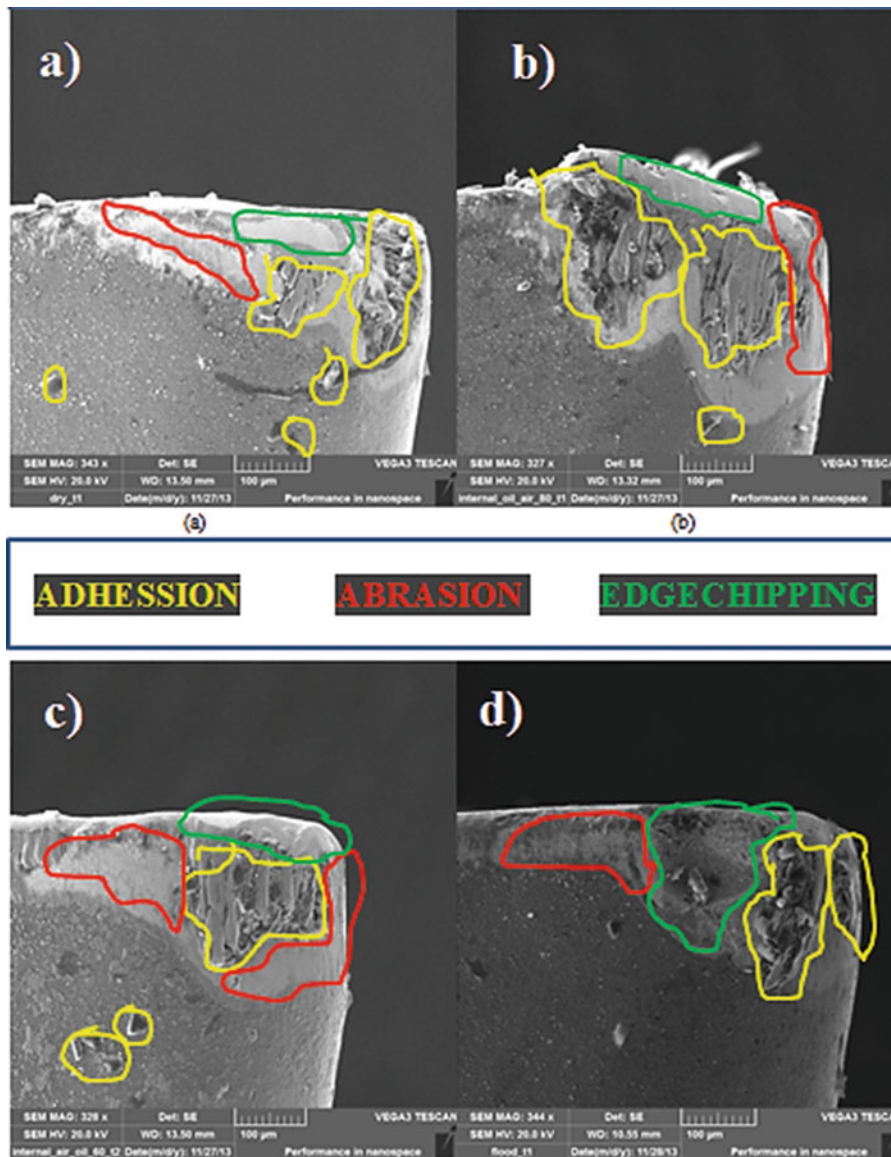 a)
SEM MAG: 343 x Det: SE
SEM HV: 20.0 kV WD: 13.50 mm 100 µm VEGA3 TESCAN
dry_t1 Date(m/d/y): 11/27/13 Performance in nanospace
(a)
b)
SEM MAG: 327 x Det: SE
SEM HV: 20.0 kV WD: 13.32 mm 100 µm VEGA3 TESCAN
internal_oil_air_80_t1 Date(m/d/y): 11/27/13 Performance in nanospace
(b)
ADHESSION ABRASION EDGECHIPPING
c)
SEM MAG: 328 x Det: SE
SEM HV: 20.0 kV WD: 13.50 mm 100 µm VEGA3 TESCAN
internal_air_oil_60_t2 Date(m/d/y): 11/27/13 Performance in nanospace
d)
SEM MAG: 344 x Det: SE
SEM HV: 20.0 kV WD: 10.55 mm 100 µm VEGA3 TESCAN
flood_t1 Date(m/d/y): 11/28/13 Performance in nanospace